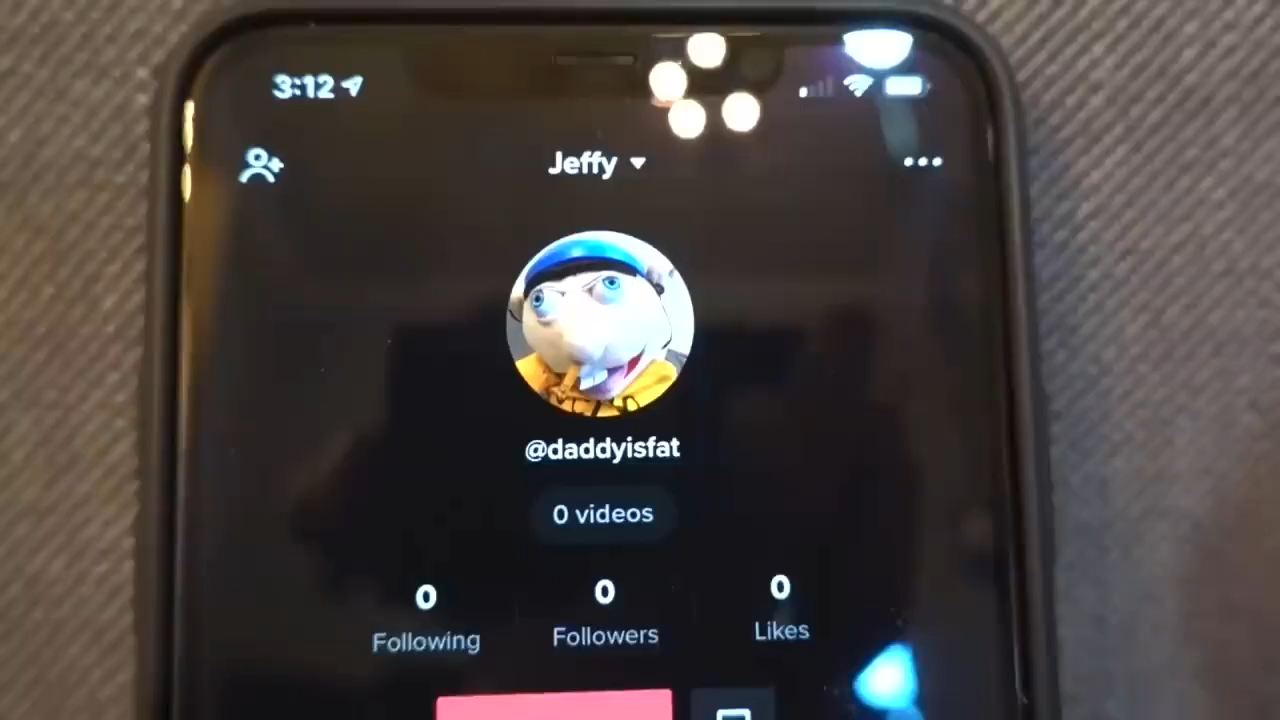 3:12
Jeffy
@daddyisfat
0 videos
0 0 0
Following Followers Likes